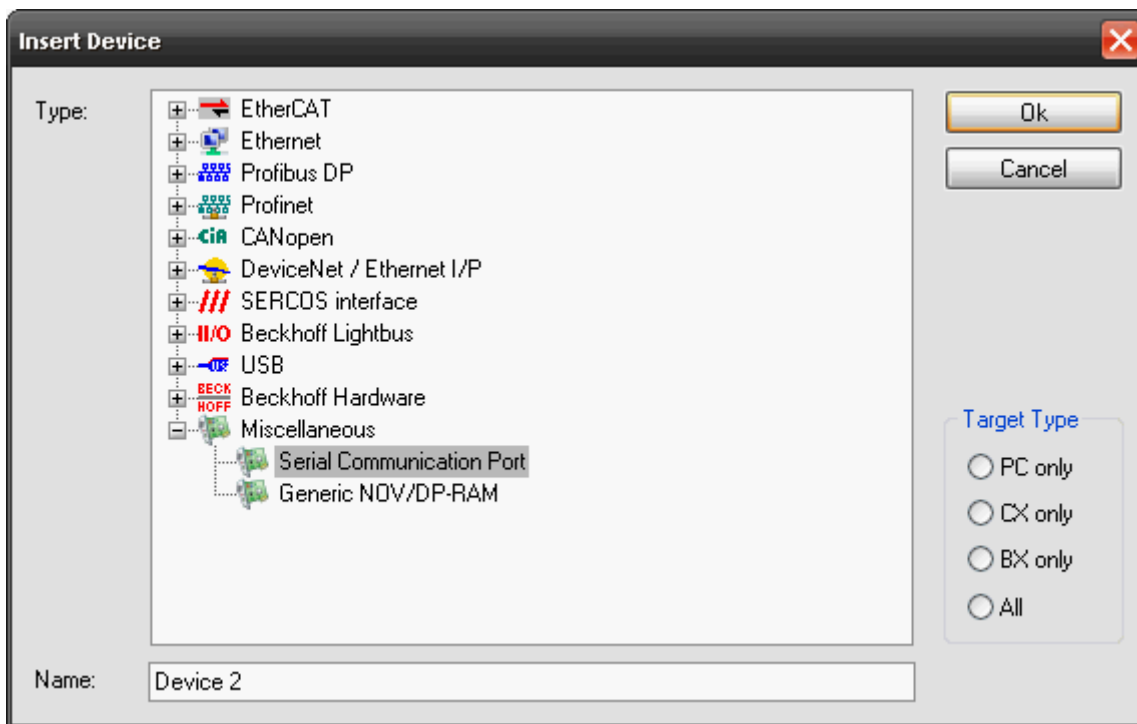 Insert Device
Type:
EtherCAT
Ethernet
Profibus DP
Profinet
CiA CANopen
DeviceNet / Ethernet I/P
SERCOS interface
II/O Beckhoff Lightbus
USB
BECK
HOFF
Beckhoff Hardware
Miscellaneous
Serial Communication Port
Generic NOV/DP-RAM
Ok
Cancel
Target Type
PC only
CX only
BX only
All
Name:
Device 2